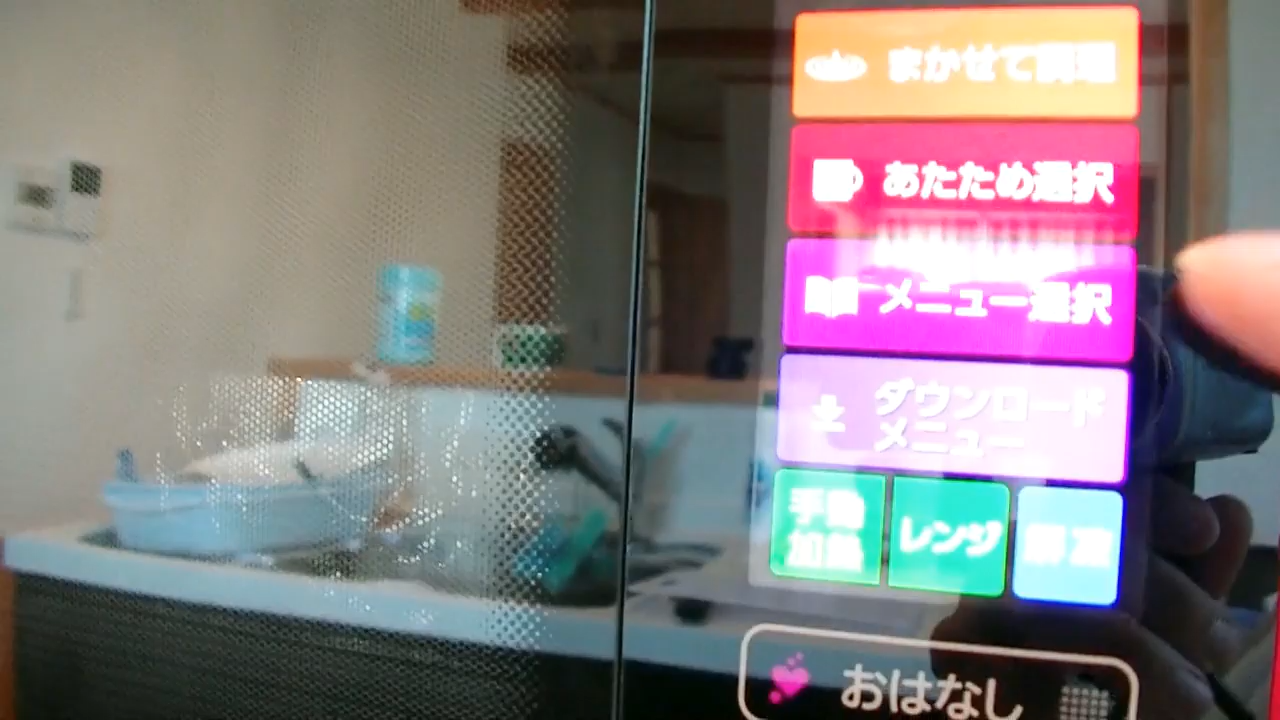 まかせて調理
あたため選択
メニュー選択
ダウンロード
メニュー
手動
加熱
レンジ
解凍
おはなし